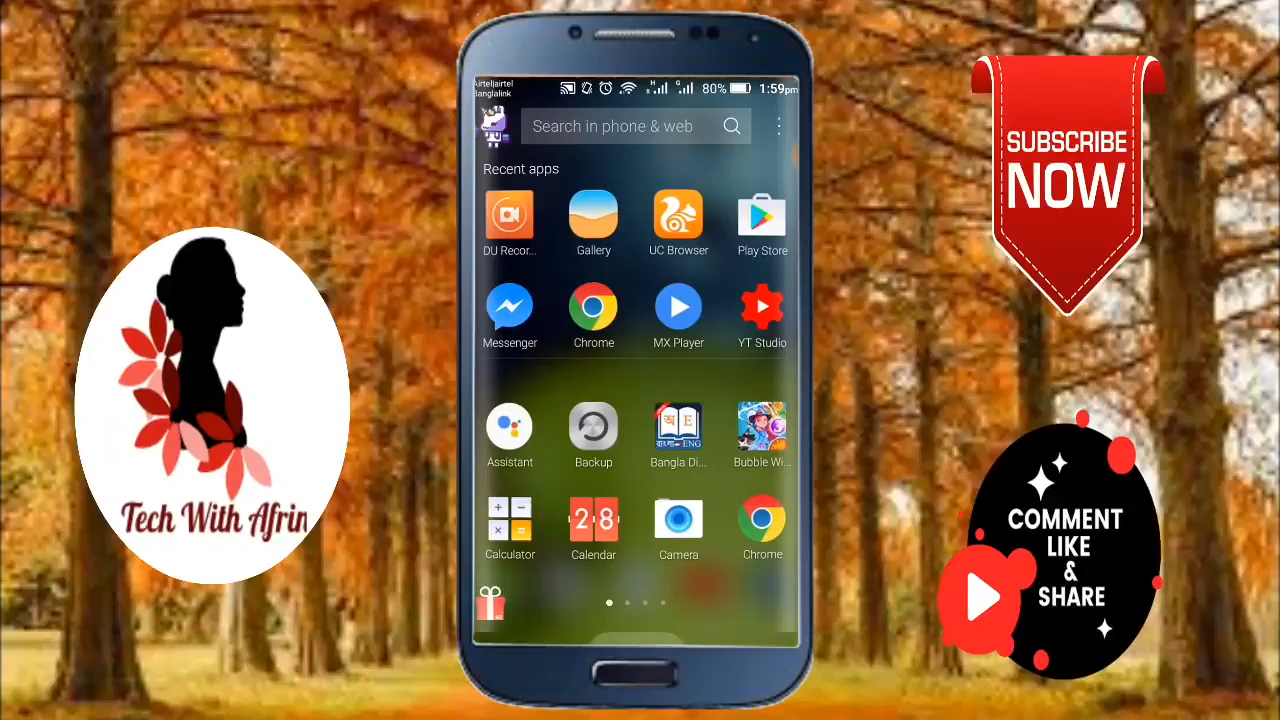 Airtel|airtel
Banglalink
80%
1:59pm
Search in phone & web
Recent apps
DU Recor...
Gallery
UC Browser
Play Store
Messenger
Chrome
MX Player
YT Studio
অ E
বাংলা-ENG
Assistant
Backup
Bangla Di...
Bubble Wi...
28
Calculator
Calendar
Camera
Chrome
Tech With Afrin
SUBSCRIBE
NOW
COMMENT
LIKE
&
SHARE